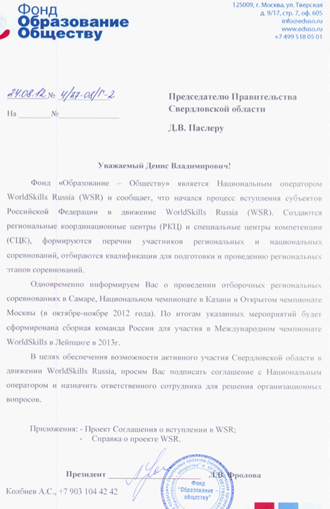 Фонд
Образование
Обществу
125009, г. Москва, ул. Тверская
д. 9/17, стр. 7, оф. 605
info@eduso.ru
www.eduso.ru
+7 499 518 05 01
24.08.12 № 4/27-08/Г-2
На ________ № ____________
Председателю Правительства
Свердловской области
Д.В. Паслеру
Уважаемый Денис Владимирович!
Фонд «Образование – Обществу» является Национальным оператором
WorldSkills Russia (WSR) и сообщает, что начался процесс вступления субъектов
Российской Федерации в движение WorldSkills Russia (WSR). Создаются
региональные координационные центры (РКЦ) и специальные центры компетенции
(СЦК), формируются перечни участников региональных и национальных
соревнований, отбираются квалификации для подготовки и проведению региональных
этапов соревнований.
Одновременно информируем Вас о проведении отборочных региональных
соревнованиях в Самаре, Национальном чемпионате в Казани и Открытом чемпионате
Москвы (в октябре-ноябре 2012 года). По итогам указанных мероприятий будет
сформирована сборная команда России для участия в Международном чемпионате
WorldSkills в Лейпциге в 2013г.
В целях обеспечения возможности активного участия Свердловской области в
движении WorldSkills Russia, просим Вас подписать соглашение с Национальным
оператором и назначить ответственного сотрудника для решения организационных
вопросов.
Приложения: - Проект Соглашения о вступлении в WSR;
- Справка о проекте WSR.
Президент Д.В. Фролова
Фонд
"Образование -
обществу"
Колбнев А.С., +7 903 104 42 42